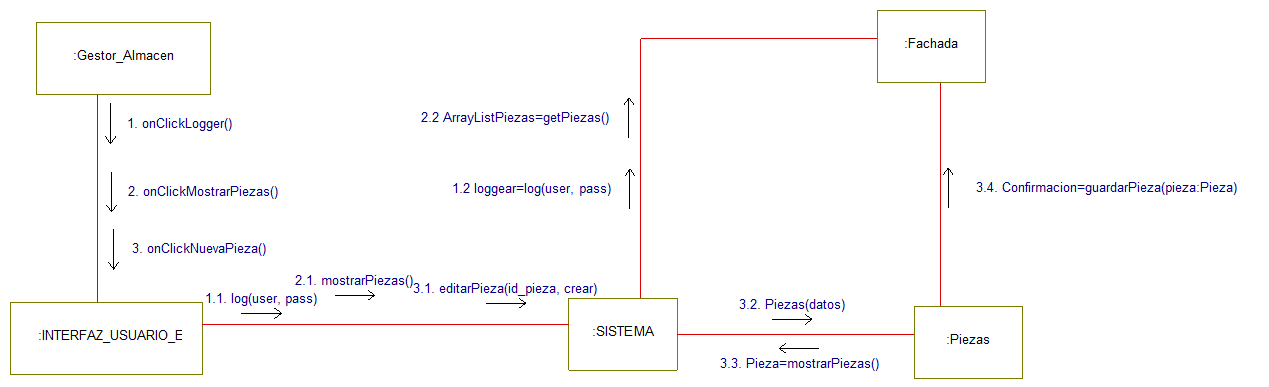 :Gestor_Almacen
:Fachada
1. onClickLogger()
2.2 ArrayListPiezas=getPiezas()
2. onClickMostrarPiezas()
1.2 loggear=log(user, pass)
3.4. Confirmacion=guardarPieza(pieza:Pieza)
3. onClickNuevaPieza()
2.1. mostrarPiezas()
3.1. editarPieza(id_pieza, crear)
1.1. log(user, pass)
3.2. Piezas(datos)
:INTERFAZ_USUARIO_E
:SISTEMA
:Piezas
3.3. Pieza=mostrarPiezas()